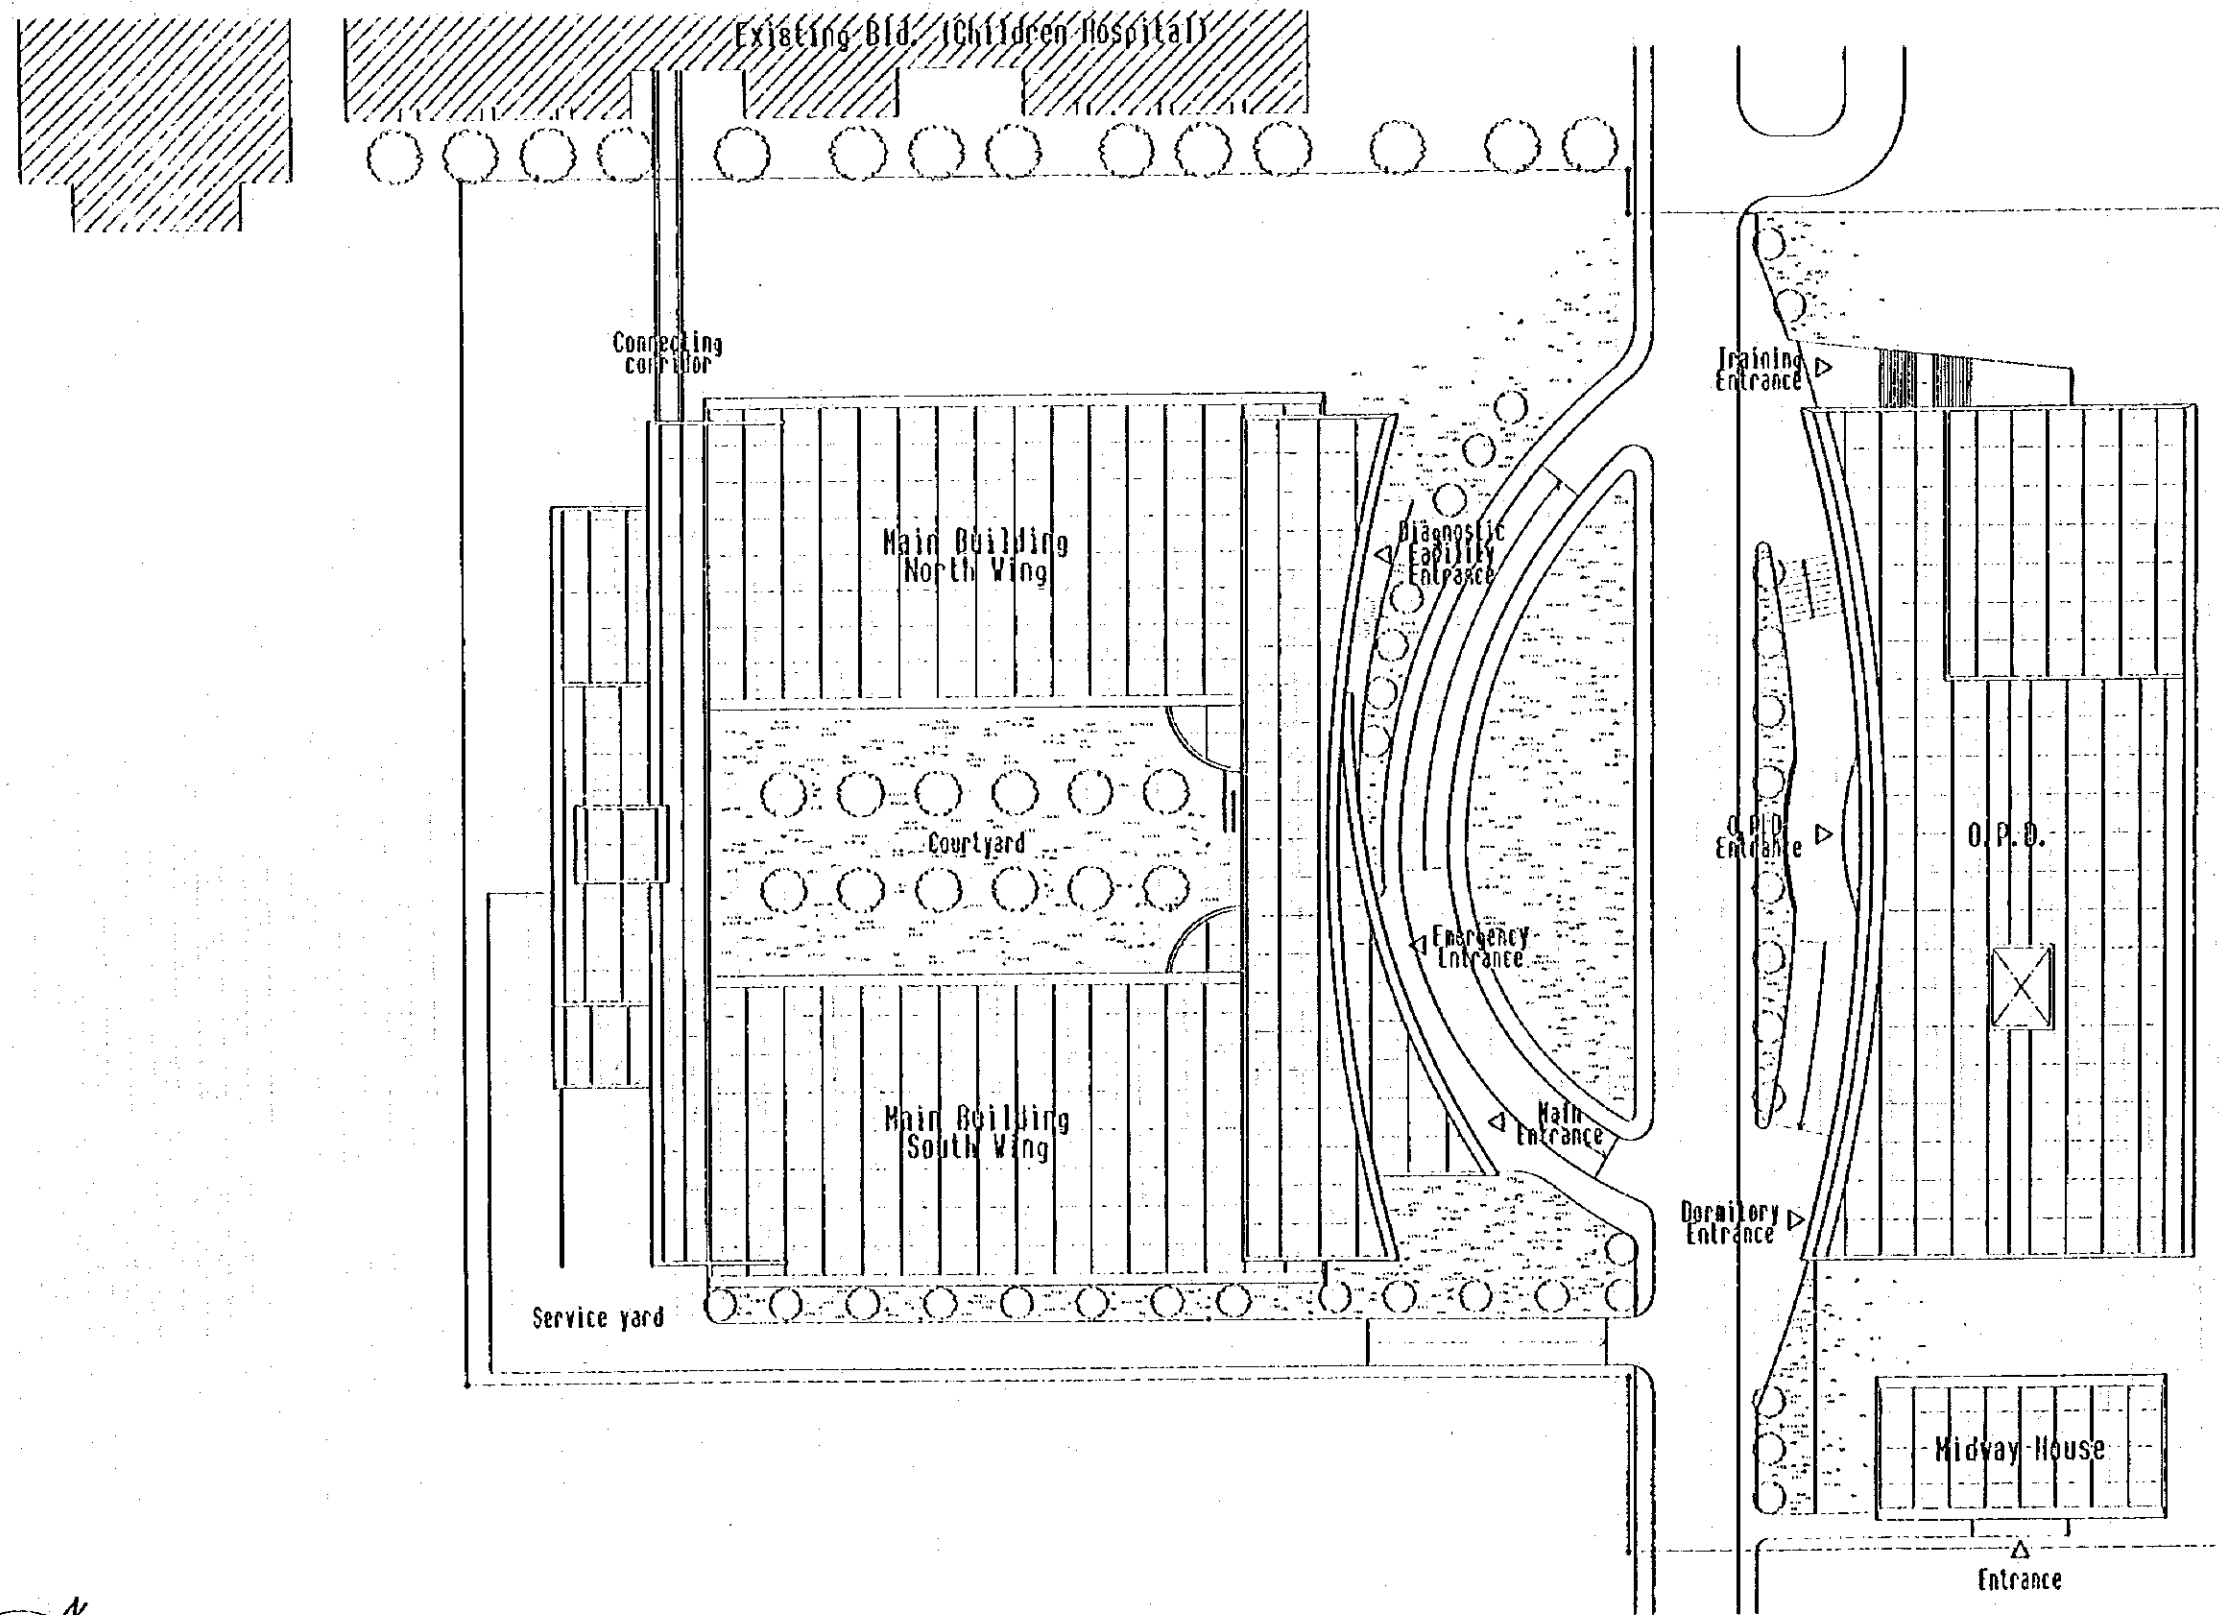 Existing Bld. (Children Hospital)
Connecting
corridor
Training
Entrance
Main Building
North Wing
Diagnostic
Facility
Entrance
Courtyard
O.P.D.
Entrance
O.P.D.
Emergency
Entrance
Main Building
South Wing
Main
Entrance
Dormitory
Entrance
Service yard
Midway House
Entrance
N